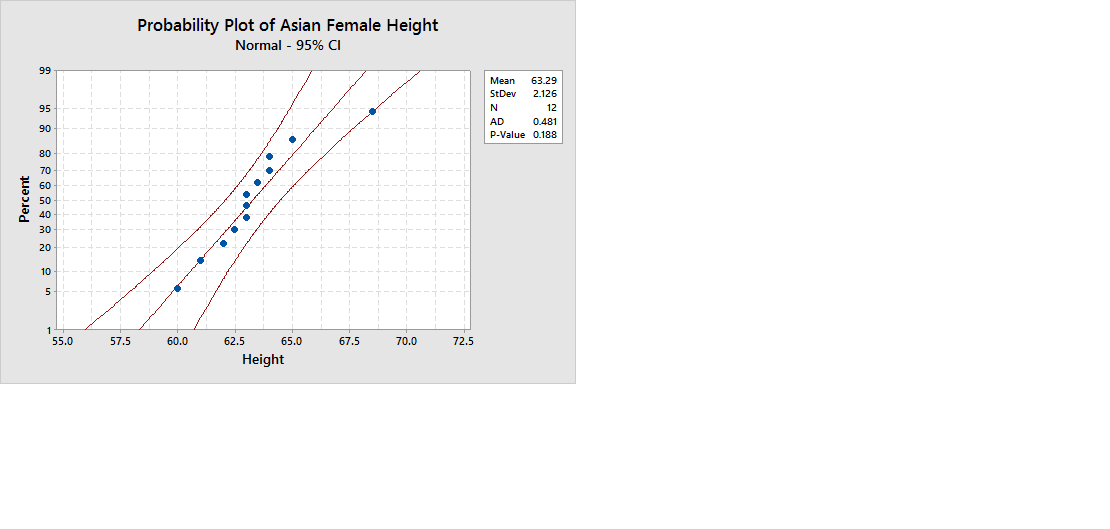 Probability Plot of Asian Female Height
Normal - 95% CI
99
95
90
80
70
60
50
40
30
20
10
5
1
Percent
55.0 57.5 60.0 62.5 65.0 67.5 70.0 72.5
Height
Mean 63.29
StDev 2.126
N 12
AD 0.481
P-Value 0.188